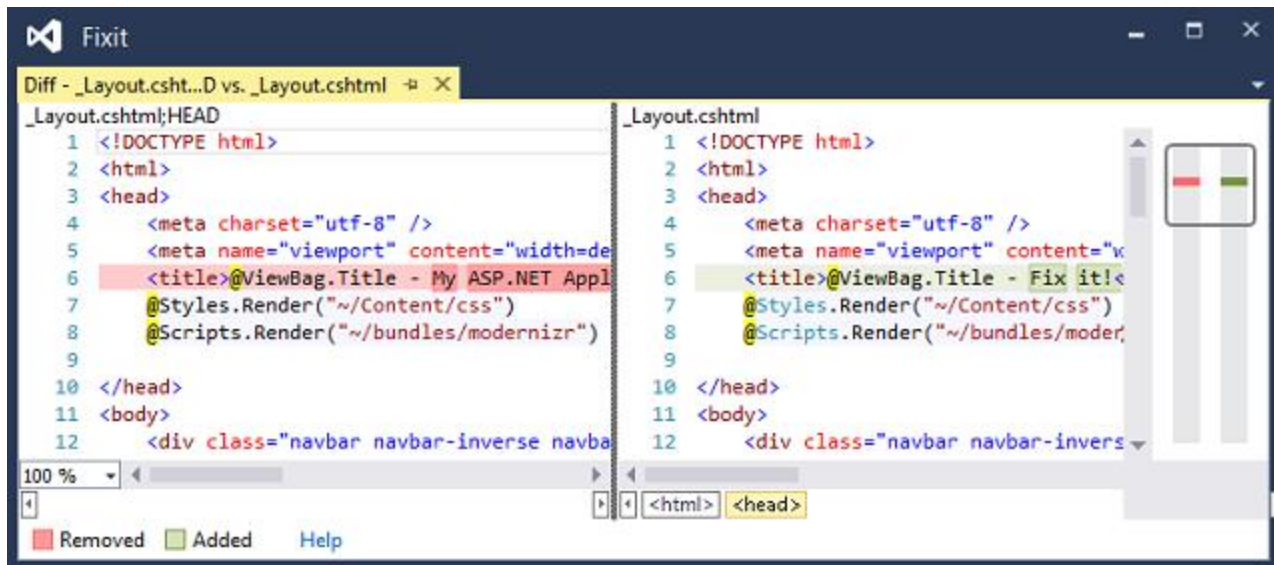 Fixit
Diff - _Layout.csht...D vs. _Layout.cshtml
_Layout.cshtml;HEAD
1 <!DOCTYPE html>
2 <html>
3 <head>
4 <meta charset="utf-8" />
5 <meta name="viewport" content="width=de
6 <title>@ViewBag.Title - My ASP.NET Appl
7 @Styles.Render("~/Content/css")
8 @Scripts.Render("~/bundles/modernizr")
9
10 </head>
11 <body>
12 <div class="navbar navbar-inverse navba
100 %
_Layout.cshtml
1 <!DOCTYPE html>
2 <html>
3 <head>
4 <meta charset="utf-8" />
5 <meta name="viewport" content="w
6 <title>@ViewBag.Title - Fix it!<
7 @Styles.Render("~/Content/css")
8 @Scripts.Render("~/bundles/moder
9
10 </head>
11 <body>
12 <div class="navbar navbar-invers
<html> <head>
Removed Added Help